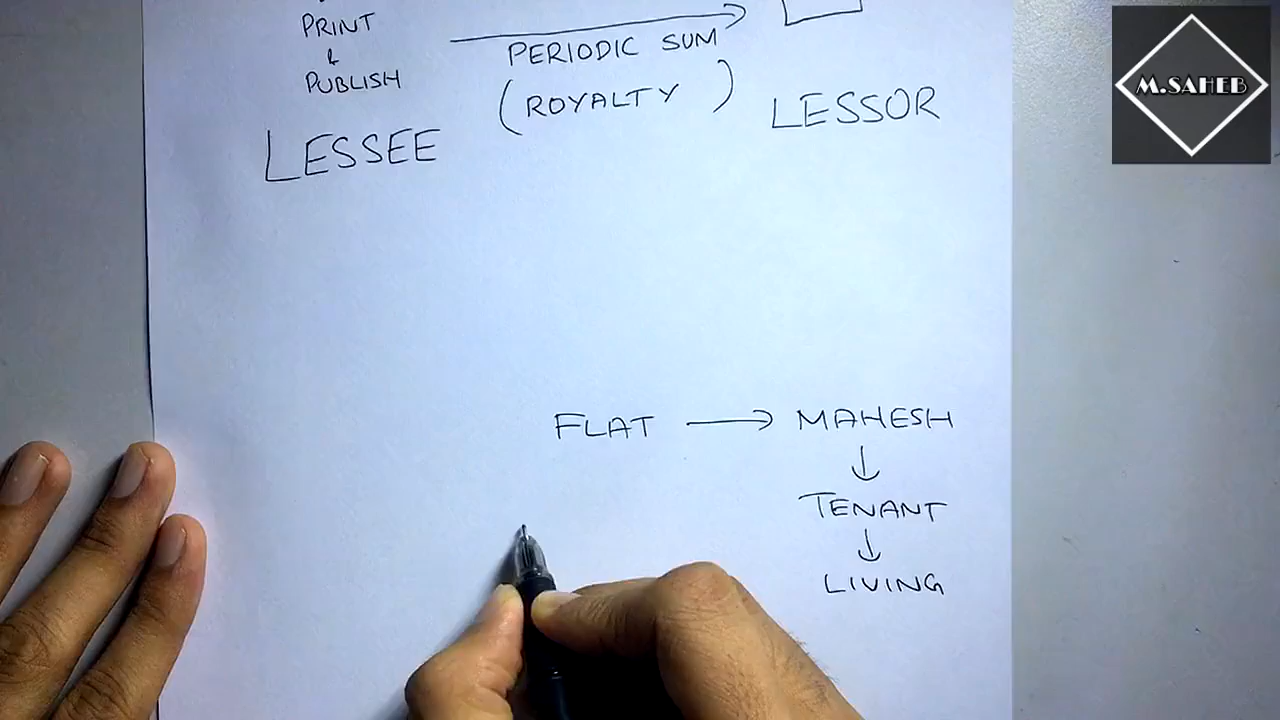 PRINT
&
PUBLISH
PERIODIC SUM
(ROYALTY)
LESSEE
LESSOR
M.SAHEB
FLAT → MAHESH
↓
TENANT
↓
LIVING